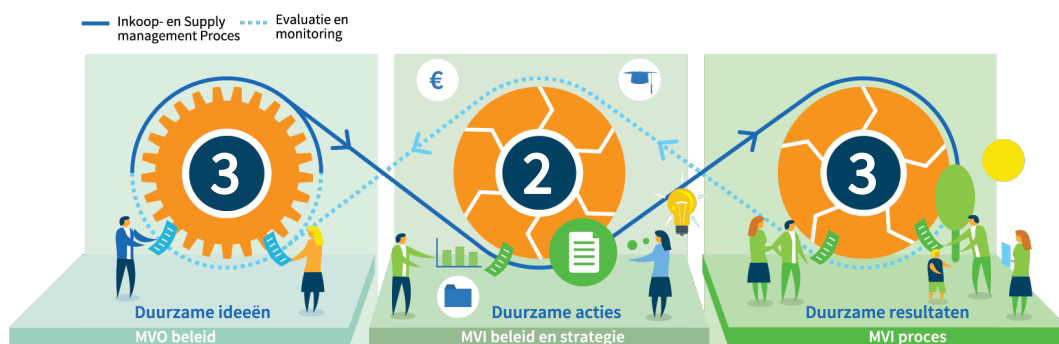 Inkoop- en Supply
management Proces
Evaluatie en
monitoring
€
3
2
3
Duurzame ideeën
Duurzame acties
Duurzame resultaten
MVO beleid
MVI beleid en strategie
MVI proces